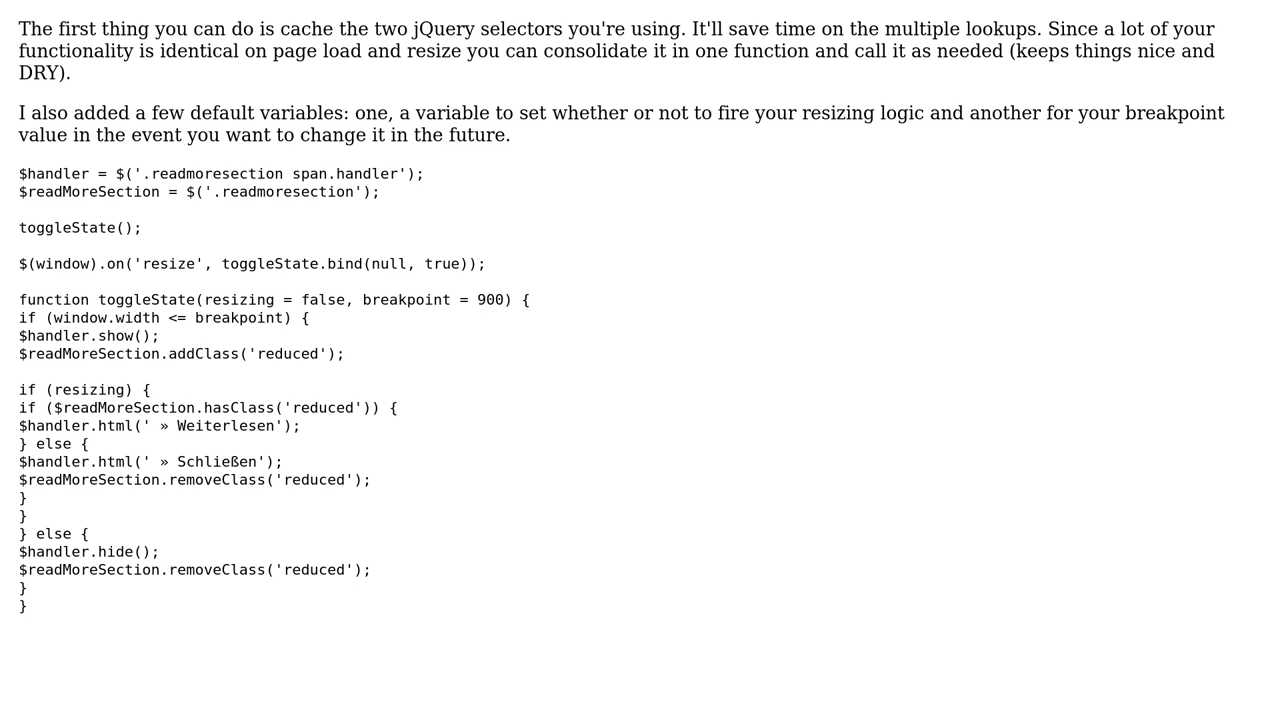 The first thing you can do is cache the two jQuery selectors you're using. It'll save time on the multiple lookups. Since a lot of your
functionality is identical on page load and resize you can consolidate it in one function and call it as needed (keeps things nice and
DRY).
I also added a few default variables: one, a variable to set whether or not to fire your resizing logic and another for your breakpoint
value in the event you want to change it in the future.
$handler = $('.readmoresection span.handler');
$readMoreSection = $('.readmoresection');
toggleState();
$(window).on('resize', toggleState.bind(null, true));
function toggleState(resizing = false, breakpoint = 900) {
if (window.width <= breakpoint) {
$handler.show();
$readMoreSection.addClass('reduced');
if (resizing) {
if ($readMoreSection.hasClass('reduced')) {
$handler.html(' » Weiterlesen');
} else {
$handler.html(' » Schließen');
$readMoreSection.removeClass('reduced');
}
}
} else {
$handler.hide();
$readMoreSection.removeClass('reduced');
}
}